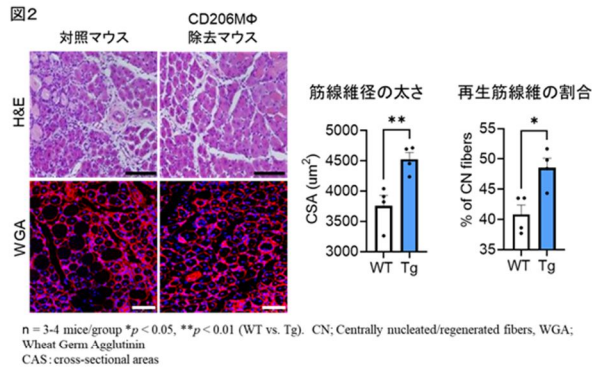 図2
対照マウス
CD206MΦ
除去マウス
H&E
WGA
筋線維径の太さ
**
CSA (um²)
5000
4500
4000
3750
3000
WT
Tg
再生筋線維の割合
*
% of CN fibers
55
50
45
40
35
WT
Tg
n = 3-4 mice/group *p < 0.05, **p < 0.01 (WT vs. Tg). CN; Centrally nucleated/regenerated fibers, WGA;
Wheat Germ Agglutinin
CAS : cross-sectional areas